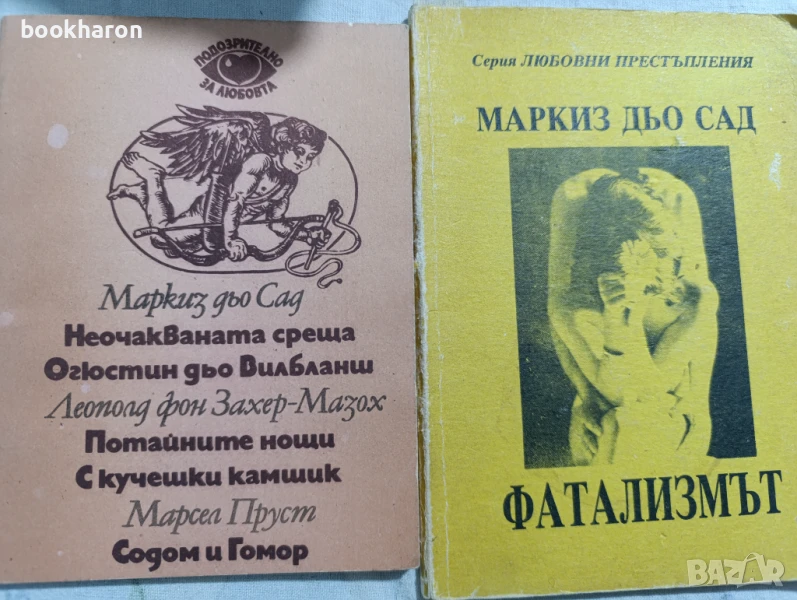 bookharon
ПОДОЗРИТЕЛНО
ЗА ЛЮБОВТА
Маркиз дьо Сад
Неочакваната среща
Огюстин дьо Вилбланш
Леополд фон Захер-Мазох
Потайните нощи
С кучешки камшик
Марсел Пруст
Содом и Гомор
Серия ЛЮБОВНИ ПРЕСТЪПЛЕНИЯ
МАРКИЗ ДЬО САД
ФАТАЛИЗМЪТ
BAZAR